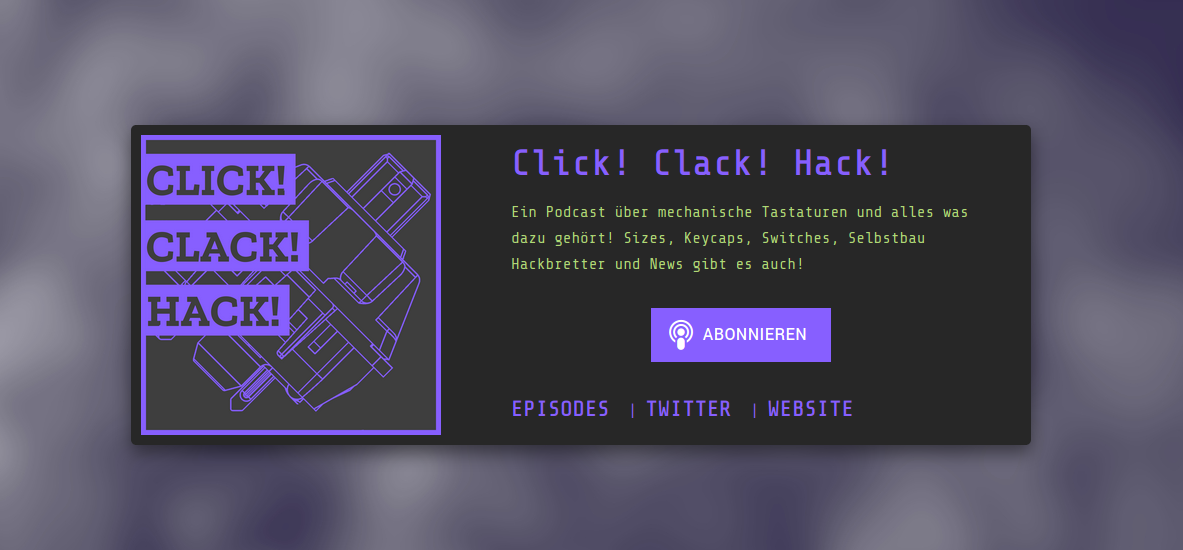 CLICK!
CLACK!
HACK!
Click! Clack! Hack!
Ein Podcast über mechanische Tastaturen und alles was
dazu gehört! Sizes, Keycaps, Switches, Selbstbau
Hackbretter und News gibt es auch!
ABONNIEREN
EPISODES | TWITTER | WEBSITE